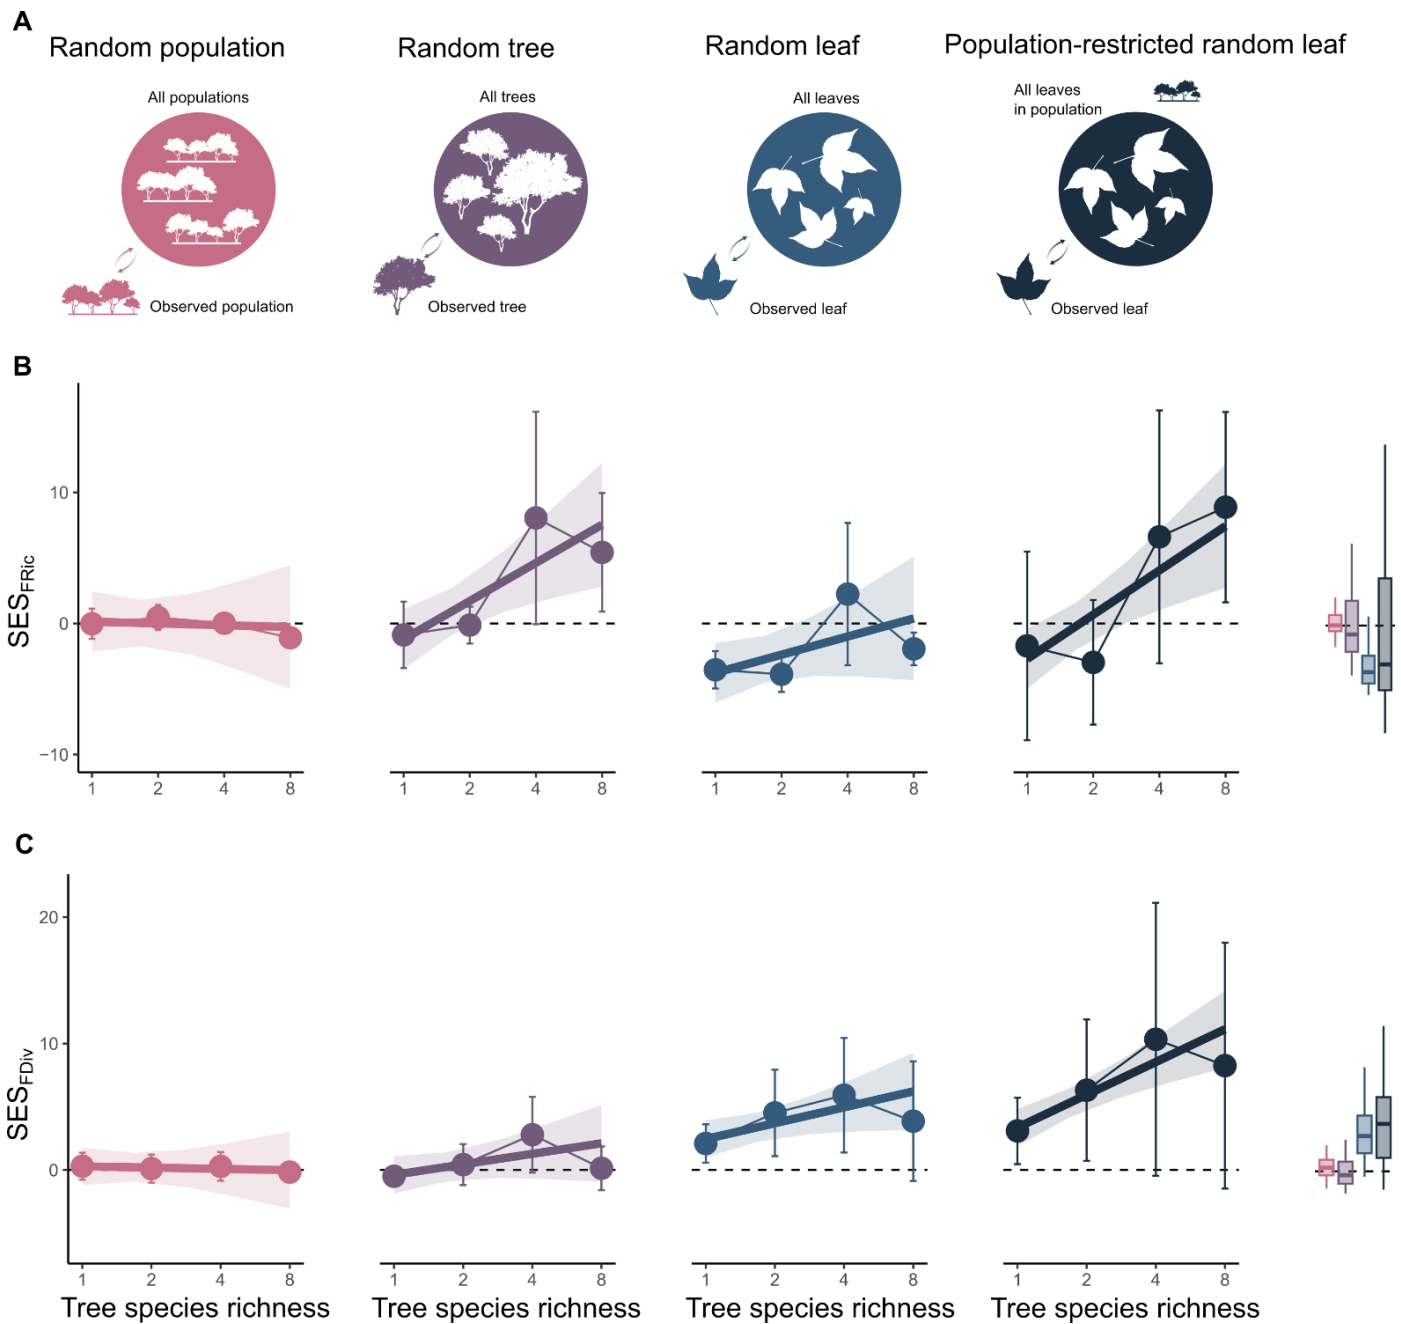 A
Random population
Random tree
Random leaf
Population-restricted random leaf
All populations
All trees
All leaves
All leaves
in population
Observed population
Observed tree
Observed leaf
Observed leaf
B
SESFRic
10
0
−10
1 2 4 8
1 2 4 8
1 2 4 8
1 2 4 8
C
SESFDiv
20
10
0
1 2 4 8
1 2 4 8
1 2 4 8
1 2 4 8
Tree species richness
Tree species richness
Tree species richness
Tree species richness